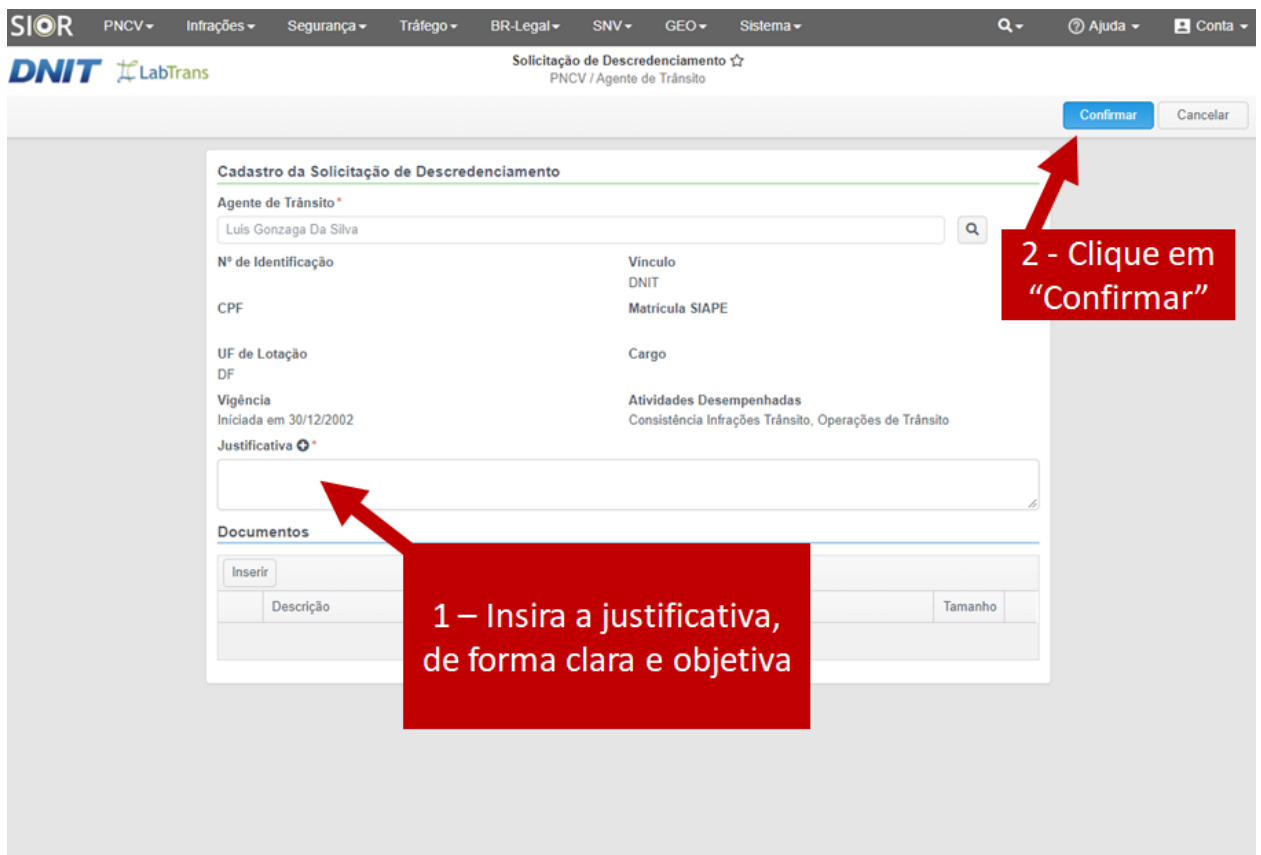 SIOR PNCV Infrações Segurança Tráfego BR-Legal SNV GEO Sistema Ajuda Conta
DNIT LabTrans
Solicitação de Descredenciamento
PNCV / Agente de Trânsito
Confirmar Cancelar
Cadastro da Solicitação de Descredenciamento
Agente de Trânsito *
Luis Gonzaga Da Silva
2 - Clique em
“Confirmar”
Nº de Identificação Vínculo
DNIT
CPF Matrícula SIAPE
UF de Lotação Cargo
DF
Vigência Atividades Desempenhadas
Iniciada em 30/12/2002 Consistência Infrações Trânsito, Operações de Trânsito
Justificativa *
Documentos
Inserir
Descrição Tamanho
1 – Insira a justificativa,
de forma clara e objetiva